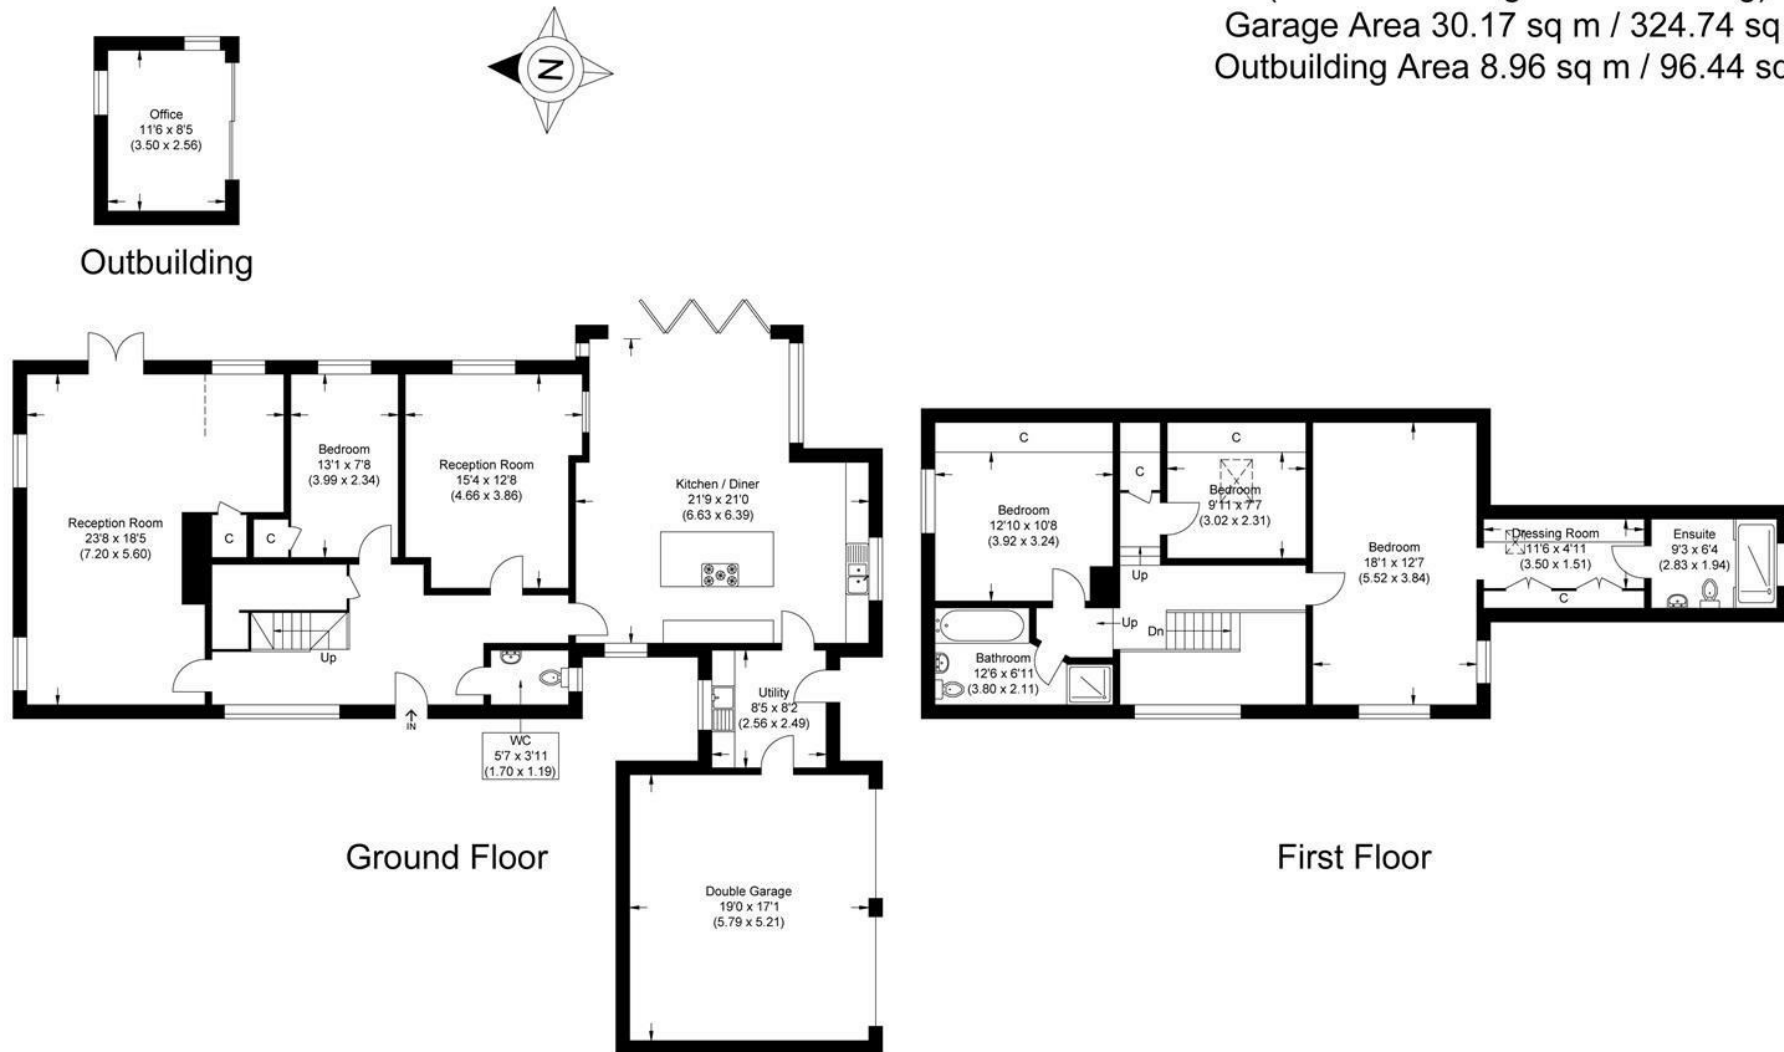 Garage Area 30.17 sq m / 324.74 sq
Outbuilding Area 8.96 sq m / 96.44
N
Office
11'6 x 8'5
(3.50 x 2.56)
Outbuilding
Reception Room
23'8 x 18'5
(7.20 x 5.60)
C
C
Bedroom
13'1 x 7'8
(3.99 x 2.34)
Reception Room
15'4 x 12'8
(4.66 x 3.86)
Kitchen / Diner
21'9 x 21'0
(6.63 x 6.39)
Up
IN
WC
5'7 x 3'11
(1.70 x 1.19)
Utility
8'5 x 8'2
(2.56 x 2.49)
Double Garage
19'0 x 17'1
(5.79 x 5.21)
Ground Floor
C
Bedroom
12'10 x 10'8
(3.92 x 3.24)
C
C
Bedroom
9'11 x 7'7
(3.02 x 2.31)
Up
Up
Dn
Bathroom
12'6 x 6'11
(3.80 x 2.11)
Bedroom
18'1 x 12'7
(5.52 x 3.84)
Dressing Room
11'6 x 4'11
(3.50 x 1.51)
C
Ensuite
9'3 x 6'4
(2.83 x 1.94)
First Floor